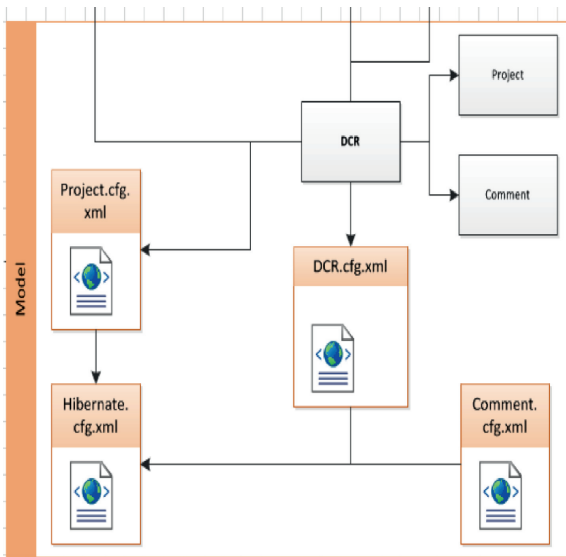 Project
DCR
Comment
Project.cfg.
xml
DCR.cfg.xml
Model
Hibernate.
cfg.xml
Comment.
cfg.xml